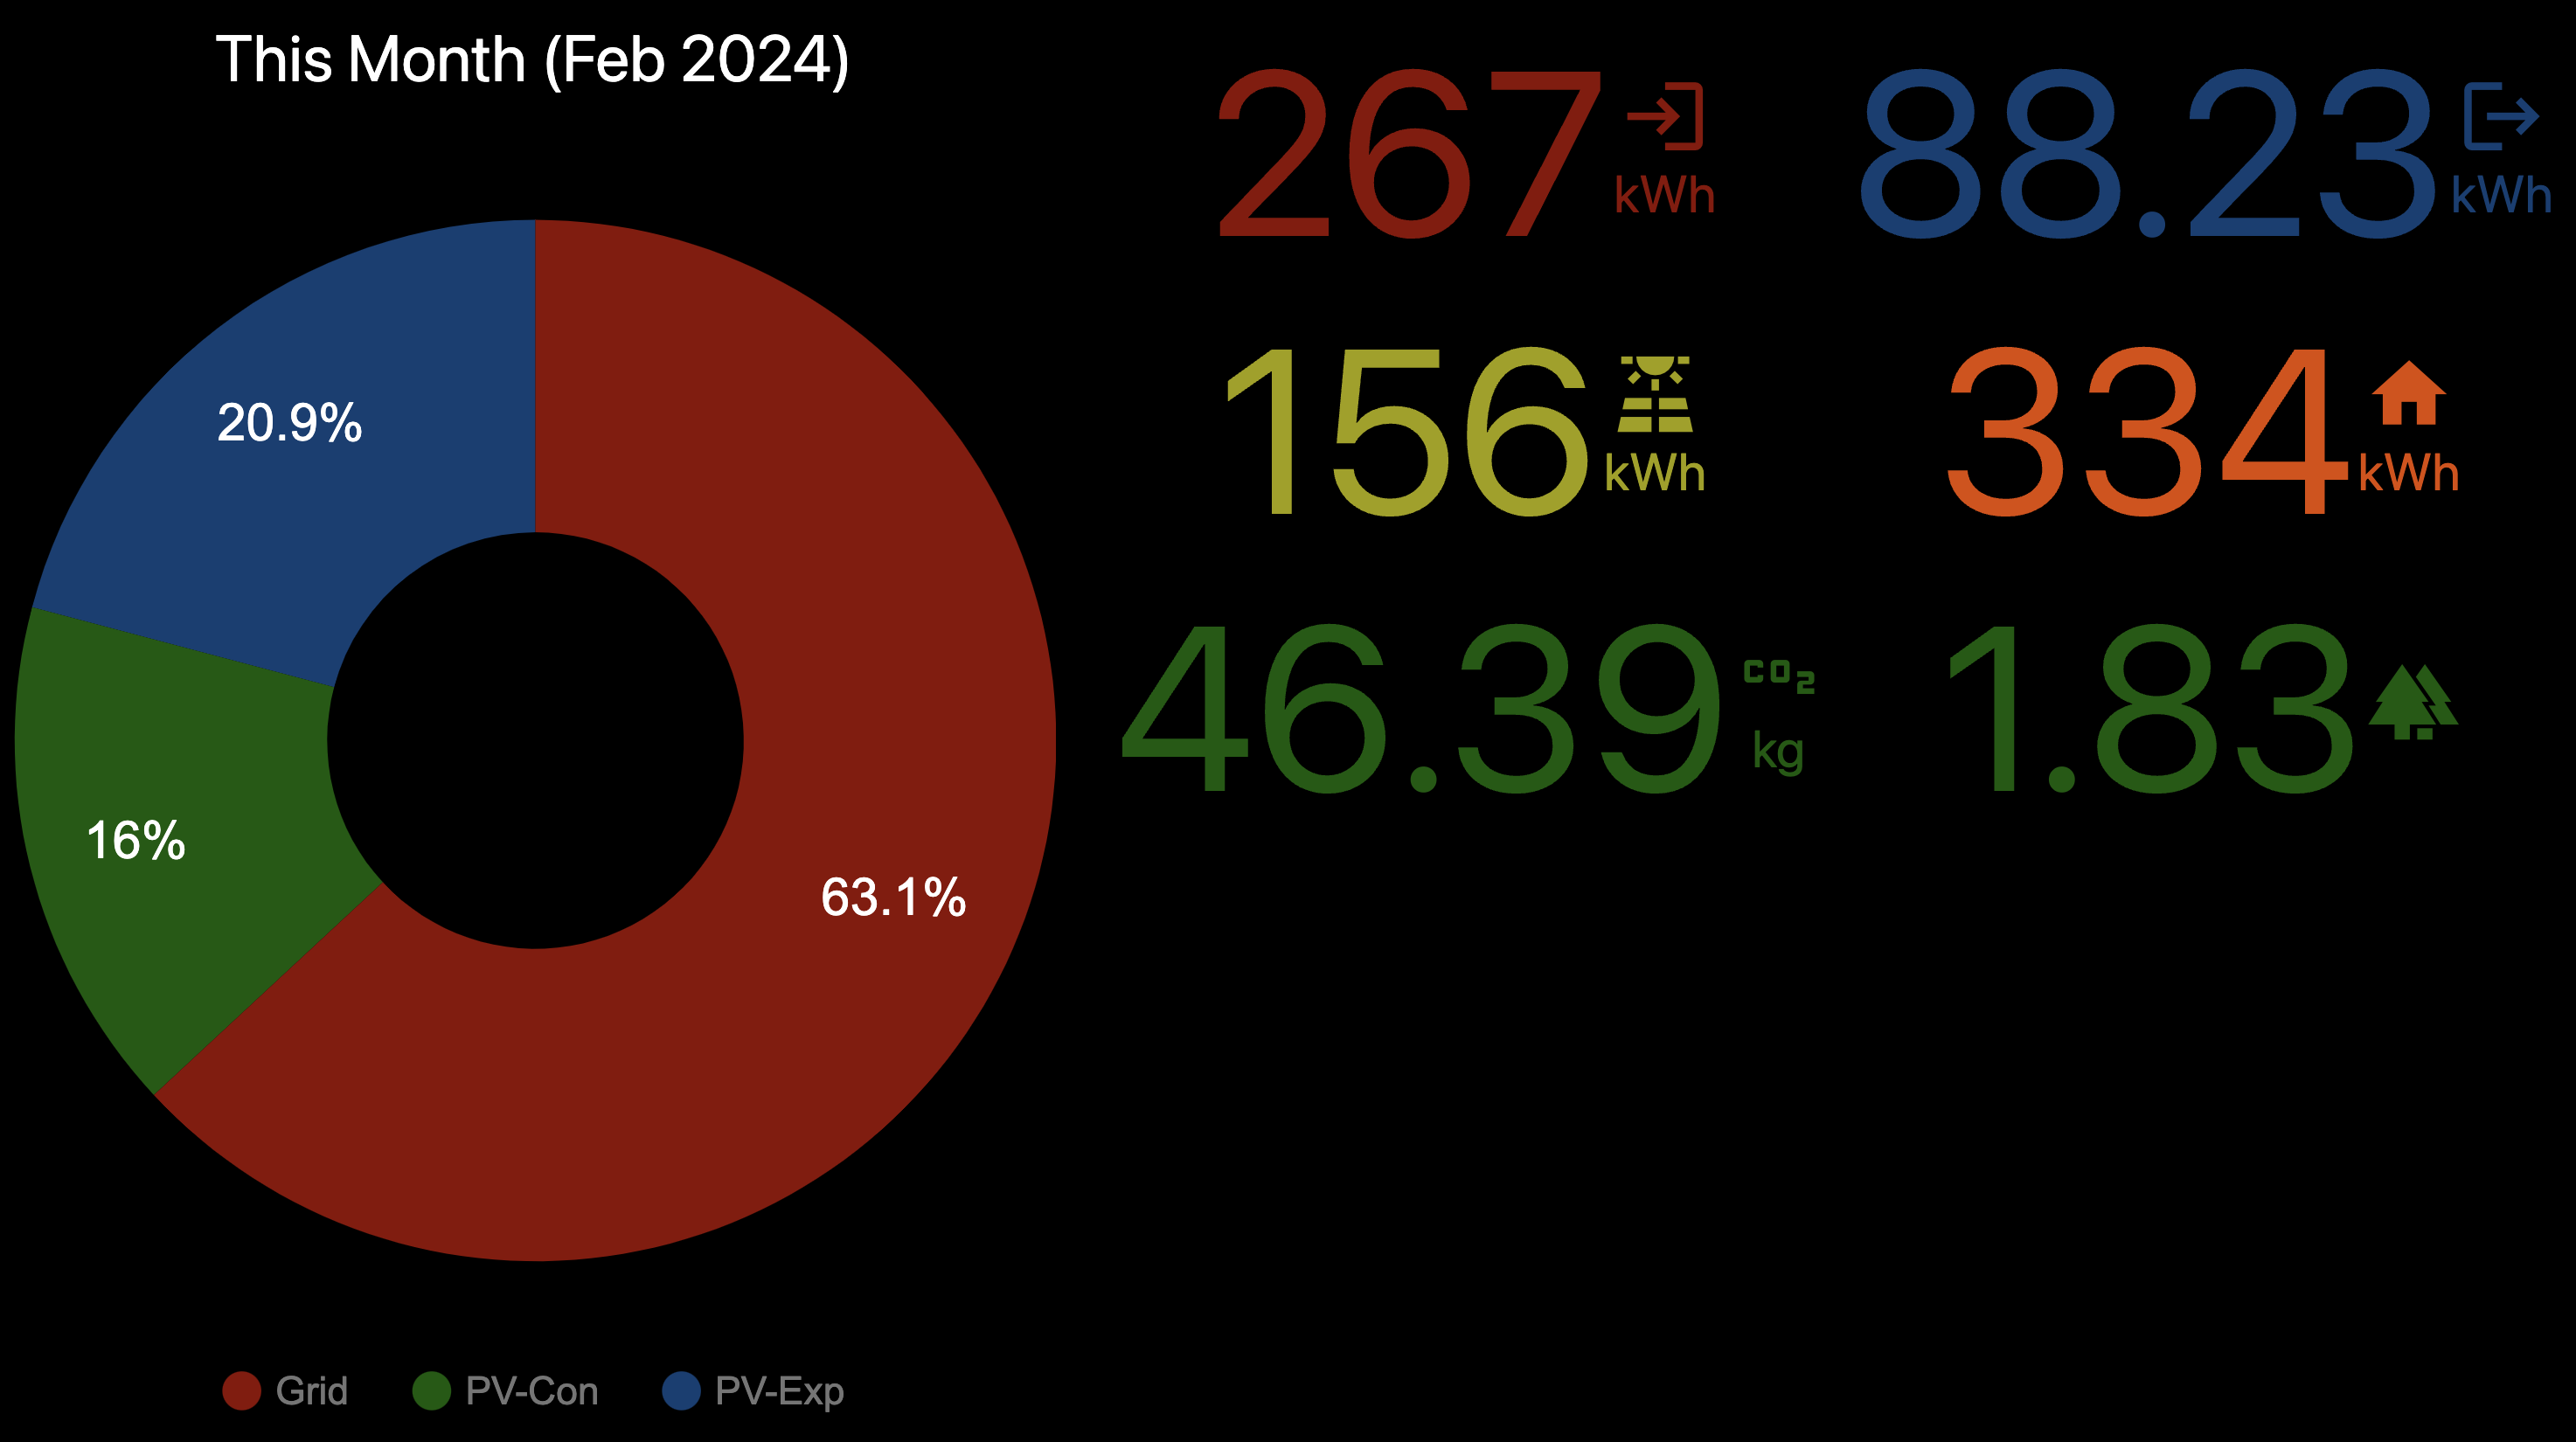 This Month (Feb 2024)
20.9%
16%
63.1%
Grid PV-Con PV-Exp
267 kWh
88.23 kWh
156 kWh
334 kWh
46.39 CO₂ kg
1.83